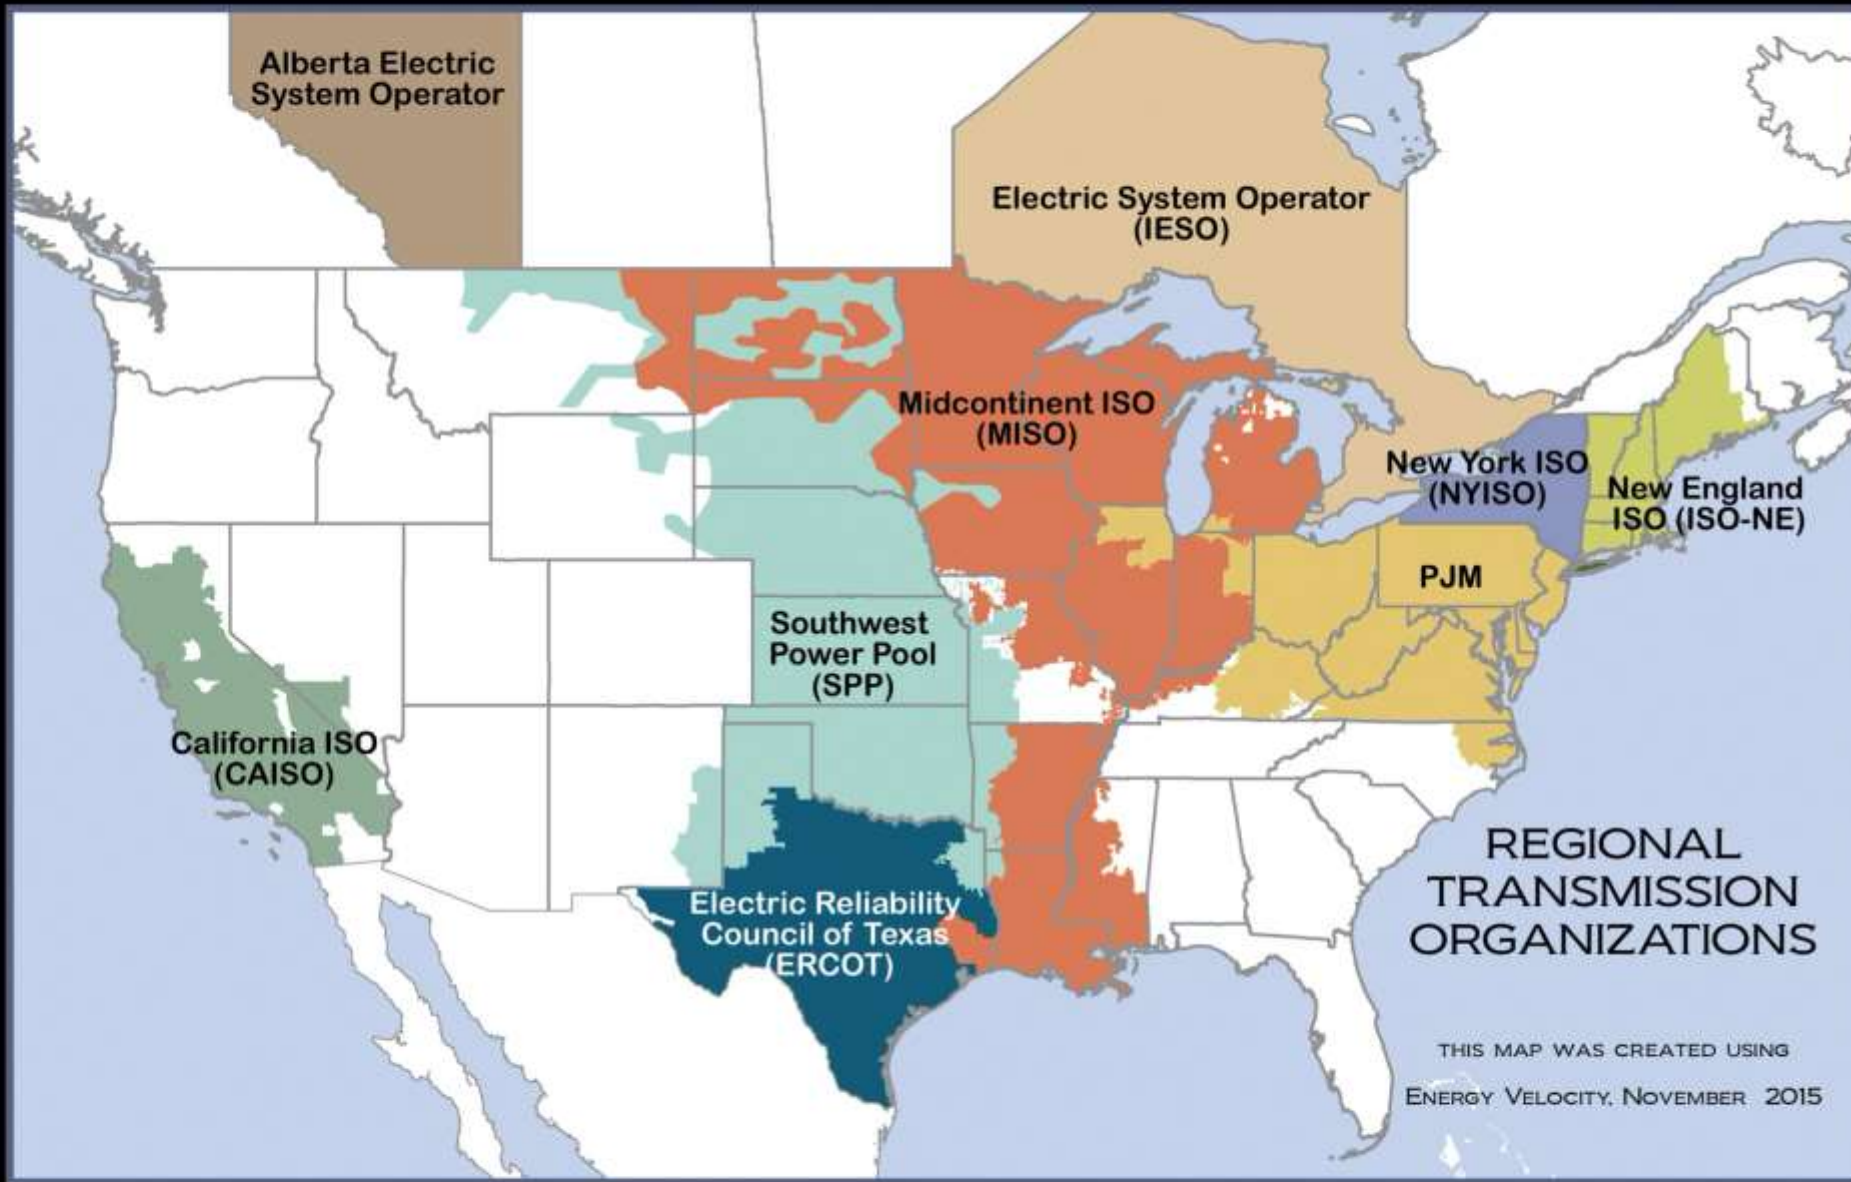 Alberta Electric
System Operator
Electric System Operator
(IESO)
Midcontinent ISO
(MISO)
New York ISO
(NYISO)
New England
ISO (ISO-NE)
PJM
Southwest
Power Pool
(SPP)
California ISO
(CAISO)
Electric Reliability
Council of Texas
(ERCOT)
REGIONAL
TRANSMISSION
ORGANIZATIONS
THIS MAP WAS CREATED USING
ENERGY VELOCITY, NOVEMBER 2015